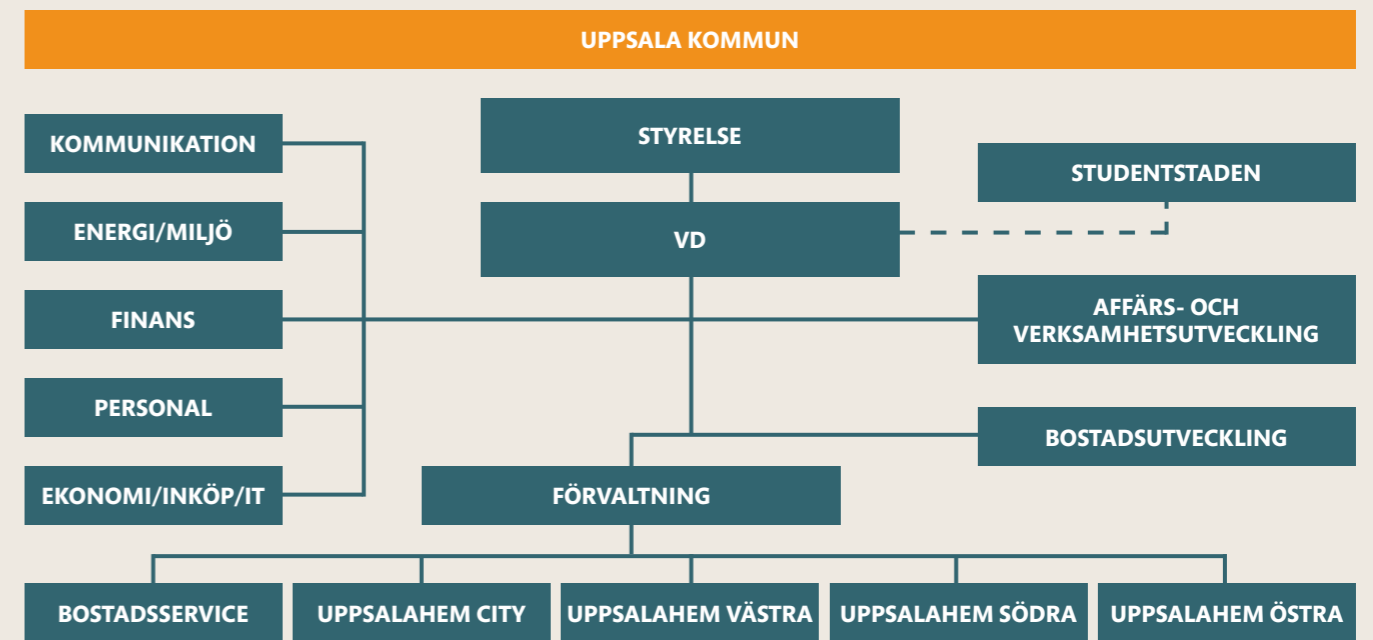 UPPSALA KOMMUN
STYRELSE
KOMMUNIKATION
STUDENTSTADEN
ENERGI/MILJÖ
VD
FINANS
AFFÄRS- OCH
VERKSAMHETSUTVECKLING
PERSONAL
BOSTADSUTVECKLING
EKONOMI/INKÖP/IT
FÖRVALTNING
BOSTADSSERVICE
UPPSALAHEM CITY
UPPSALAHEM VÄSTRA
UPPSALAHEM SÖDRA
UPPSALAHEM ÖSTRA